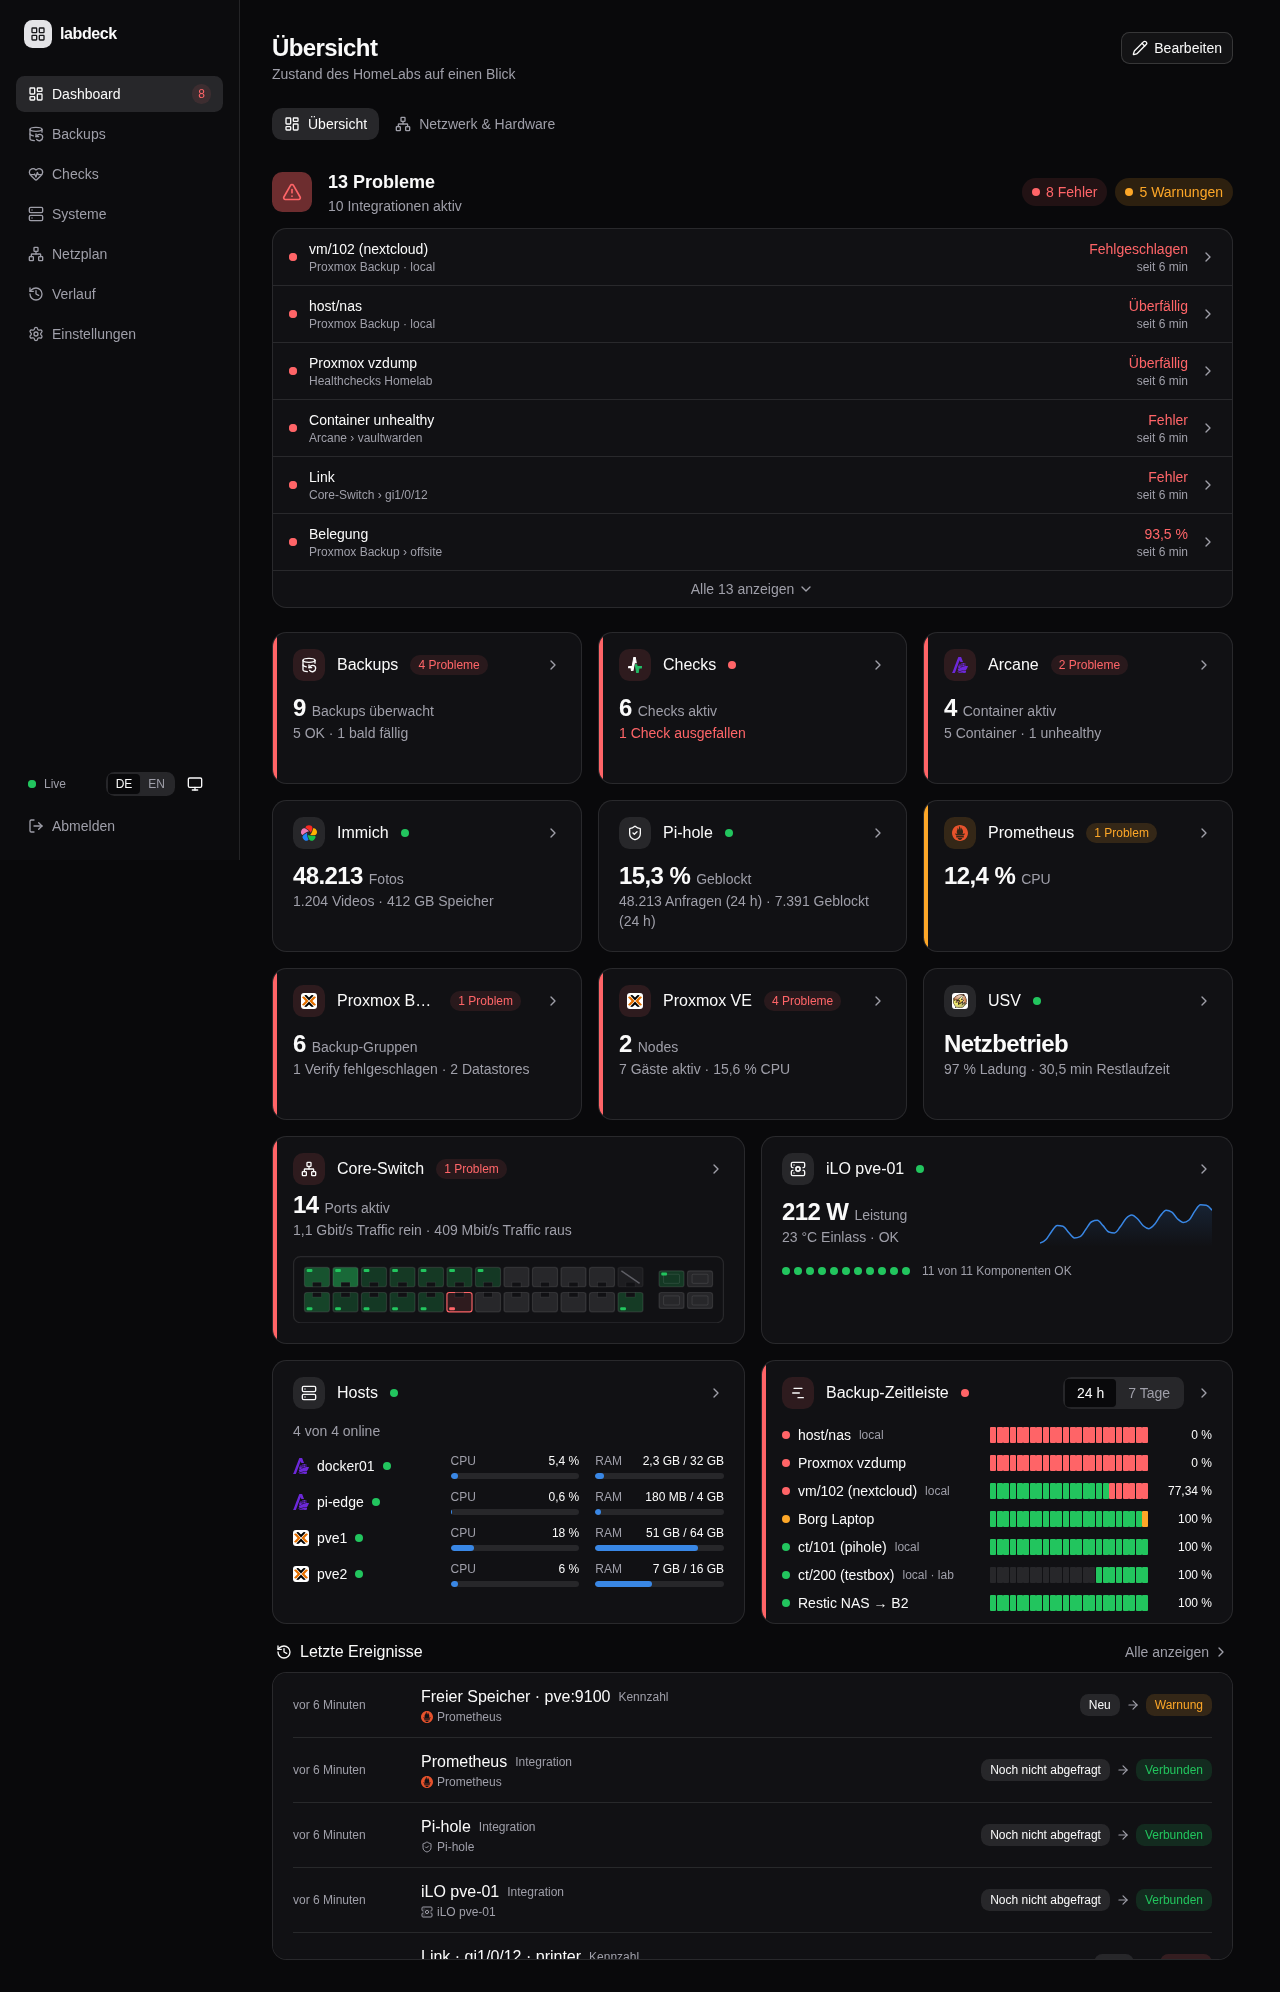 labdeck
Dashboard 8
Backups
Checks
Systeme
Netzplan
Verlauf
Einstellungen
Live DE EN
Abmelden
Übersicht
Zustand des HomeLabs auf einen Blick
Bearbeiten
Übersicht Netzwerk & Hardware
13 Probleme
10 Integrationen aktiv
8 Fehler 5 Warnungen
vm/102 (nextcloud) Fehlgeschlagen
Proxmox Backup · local seit 6 min
host/nas Überfällig
Proxmox Backup · local seit 6 min
Proxmox vzdump Überfällig
Healthchecks Homelab seit 6 min
Container unhealthy Fehler
Arcane › vaultwarden seit 6 min
Link Fehler
Core-Switch › gi1/0/12 seit 6 min
Belegung 93,5 %
Proxmox Backup › offsite seit 6 min
Alle 13 anzeigen
Backups 4 Probleme
9 Backups überwacht
5 OK · 1 bald fällig
Checks
6 Checks aktiv
1 Check ausgefallen
Arcane 2 Probleme
4 Container aktiv
5 Container · 1 unhealthy
Immich
48.213 Fotos
1.204 Videos · 412 GB Speicher
Pi-hole
15,3 % Geblockt
48.213 Anfragen (24 h) · 7.391 Geblockt
(24 h)
Prometheus 1 Problem
12,4 % CPU
Proxmox B… 1 Problem
6 Backup-Gruppen
1 Verify fehlgeschlagen · 2 Datastores
Proxmox VE 4 Probleme
2 Nodes
7 Gäste aktiv · 15,6 % CPU
USV
Netzbetrieb
97 % Ladung · 30,5 min Restlaufzeit
Core-Switch 1 Problem
14 Ports aktiv
1,1 Gbit/s Traffic rein · 409 Mbit/s Traffic raus
iLO pve-01
212 W Leistung
23 °C Einlass · OK
11 von 11 Komponenten OK
Hosts
4 von 4 online
docker01 CPU 5,4 % RAM 2,3 GB / 32 GB
pi-edge CPU 0,6 % RAM 180 MB / 4 GB
pve1 CPU 18 % RAM 51 GB / 64 GB
pve2 CPU 6 % RAM 7 GB / 16 GB
Backup-Zeitleiste 24 h 7 Tage
host/nas local 0 %
Proxmox vzdump 0 %
vm/102 (nextcloud) local 77,34 %
Borg Laptop 100 %
ct/101 (pihole) local 100 %
ct/200 (testbox) local · lab 100 %
Restic NAS → B2 100 %
Letzte Ereignisse Alle anzeigen
vor 6 Minuten Freier Speicher · pve:9100 Kennzahl Neu → Warnung
Prometheus
vor 6 Minuten Prometheus Integration Noch nicht abgefragt → Verbunden
Prometheus
vor 6 Minuten Pi-hole Integration Noch nicht abgefragt → Verbunden
Pi-hole
vor 6 Minuten iLO pve-01 Integration Noch nicht abgefragt → Verbunden
iLO pve-01
Link · gi1/0/12 · printer Kennzahl